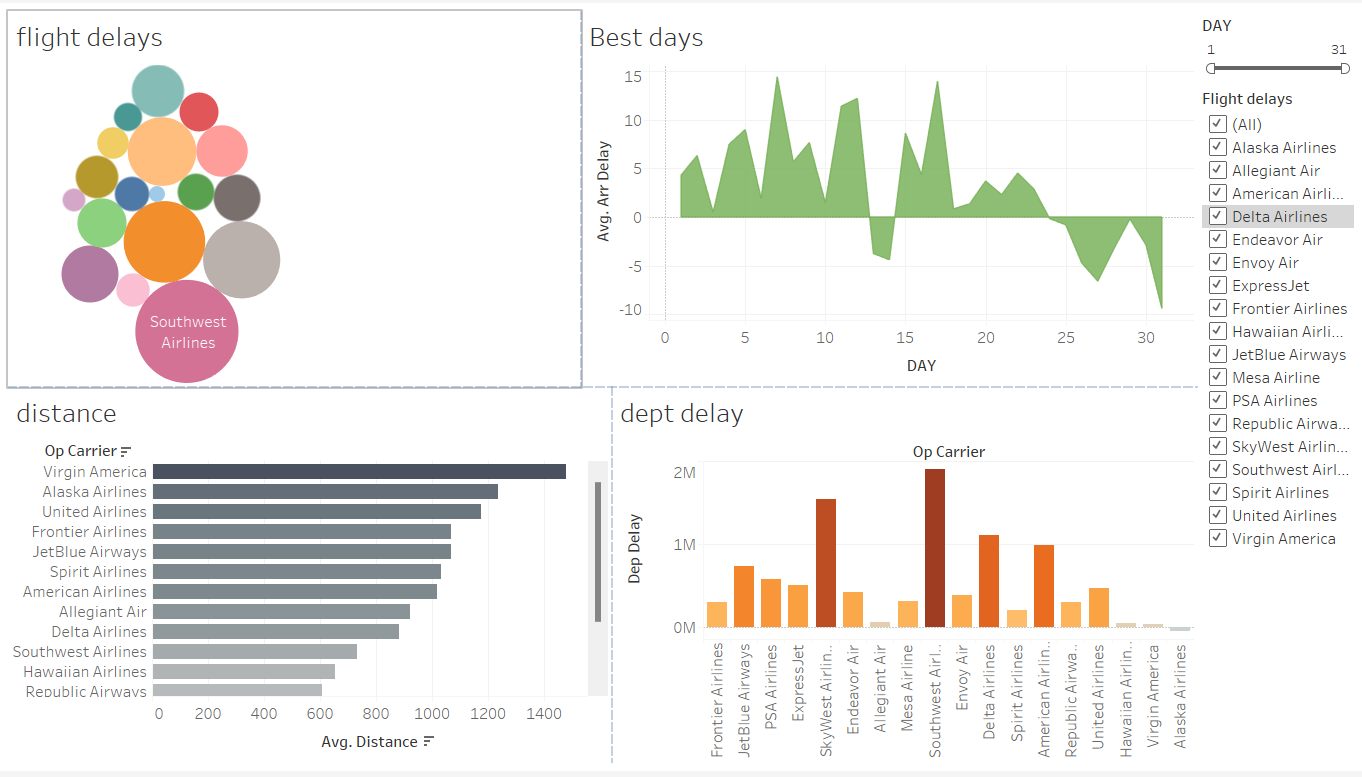 flight delays
Southwest
Airlines
Best days
Avg. Arr Delay
15
10
5
0
-5
-10
0 5 10 15 20 25 30
DAY
DAY
1 31
Flight delays
(All)
Alaska Airlines
Allegiant Air
American Airli...
Delta Airlines
Endeavor Air
Envoy Air
ExpressJet
Frontier Airlines
Hawaiian Airli...
JetBlue Airways
Mesa Airline
PSA Airlines
Republic Airwa...
SkyWest Airlin...
Southwest Airl...
Spirit Airlines
United Airlines
Virgin America
distance
Op Carrier
Virgin America
Alaska Airlines
United Airlines
Frontier Airlines
JetBlue Airways
Spirit Airlines
American Airlines
Allegiant Air
Delta Airlines
Southwest Airlines
Hawaiian Airlines
Republic Airways
0 200 400 600 800 1000 1200 1400
Avg. Distance
dept delay
Op Carrier
Dep Delay
2M
1M
0M
Frontier Airlines
JetBlue Airways
PSA Airlines
ExpressJet
SkyWest Airlin..
Endeavor Air
Allegiant Air
Mesa Airline
Southwest Airl..
Envoy Air
Delta Airlines
Spirit Airlines
American Airlin..
Republic Airwa..
United Airlines
Hawaiian Airlin..
Virgin America
Alaska Airlines